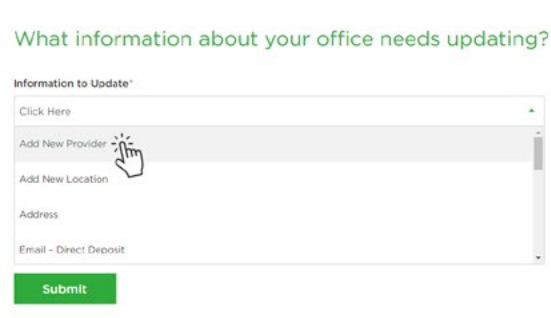 What information about your office needs updating?
Information to Update*
Click Here
Add New Provider
Add New Location
Address
Email - Direct Deposit
Submit